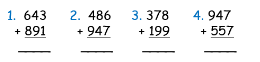 1. 643 2. 486 3. 378 4. 947
+ 891 + 947 + 199 + 557